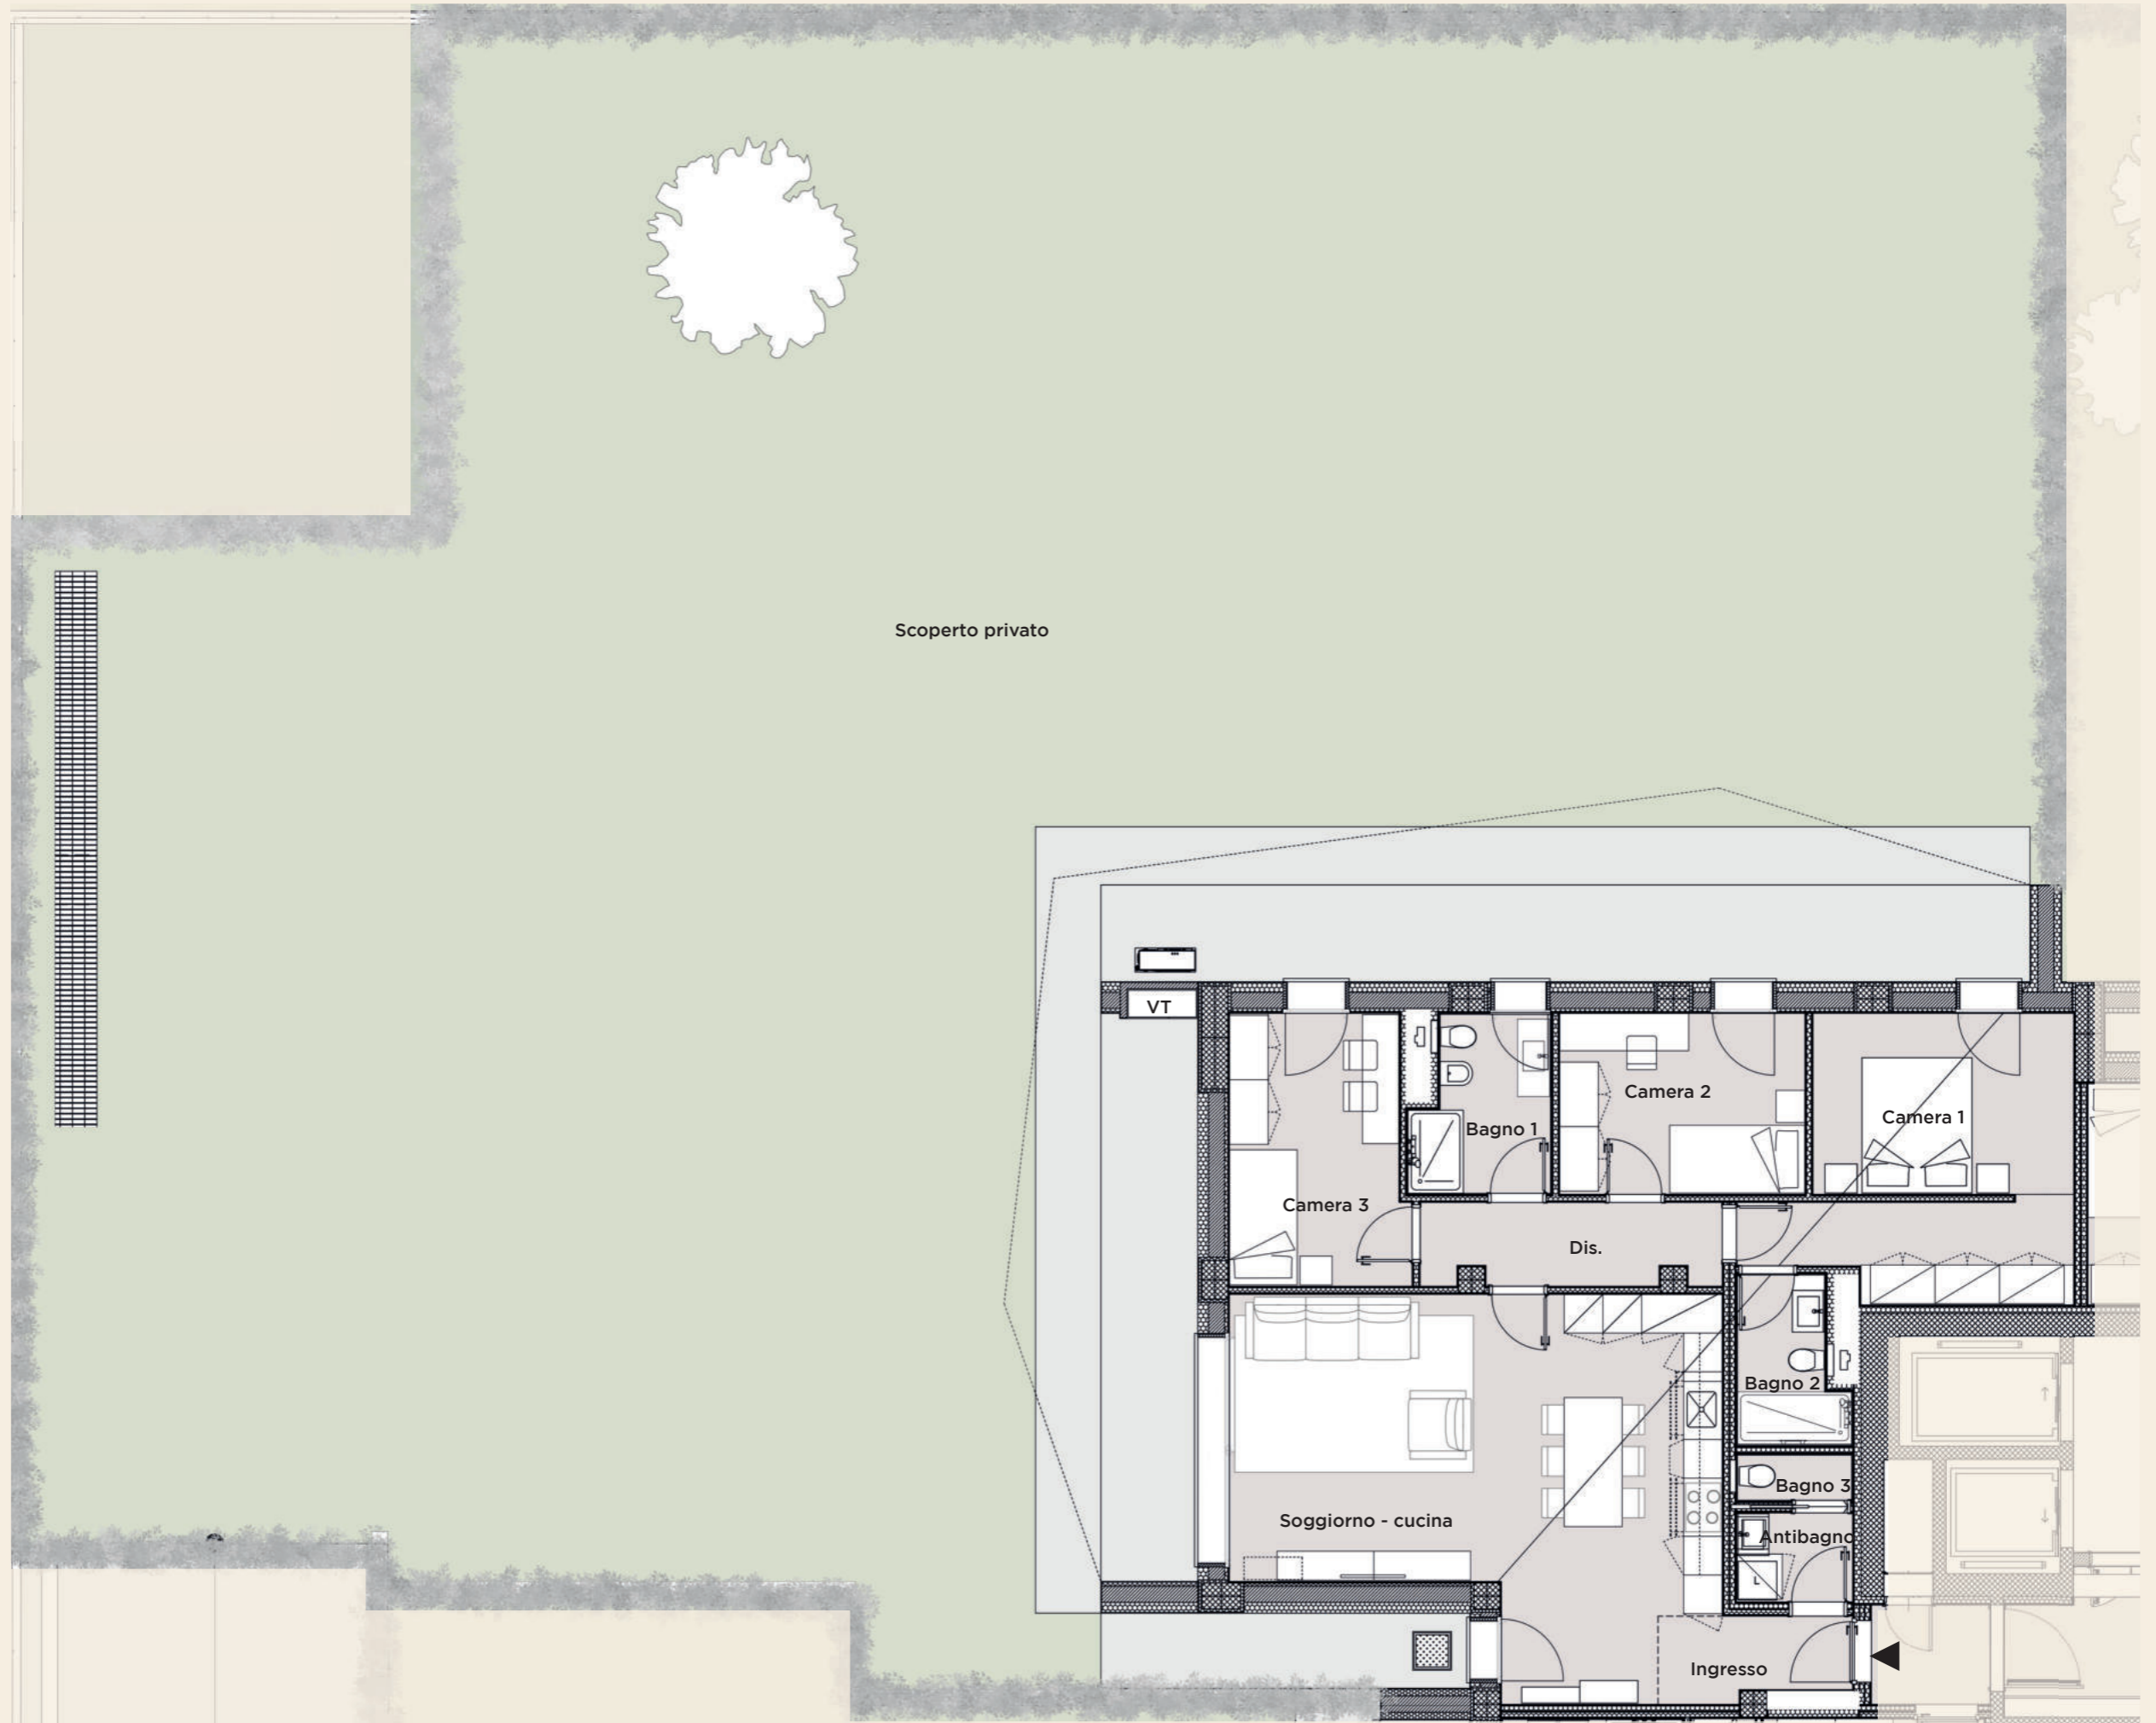 Scoperto privato
VT
Camera 2
Camera 1
Bagno 1
Camera 3
Dis.
Bagno 2
Bagno 3
Soggiorno - cucina
Antibagno
L
Ingresso